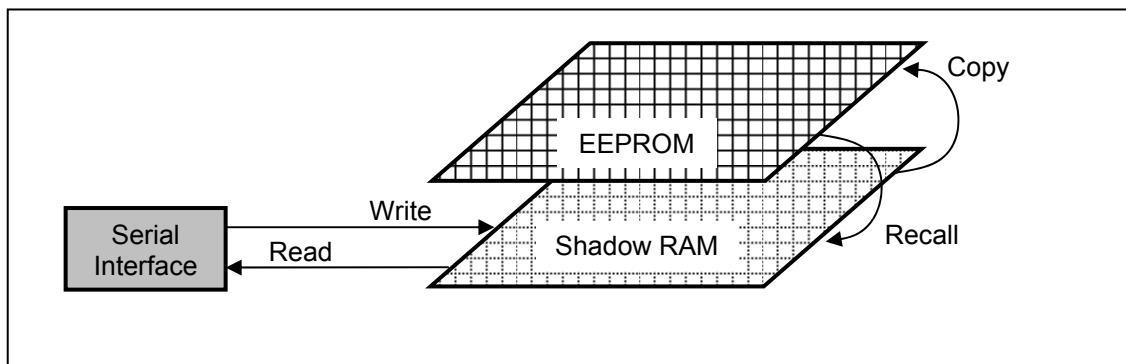 Copy
EEPROM
Write
Serial
Interface
Read
Shadow RAM
Recall